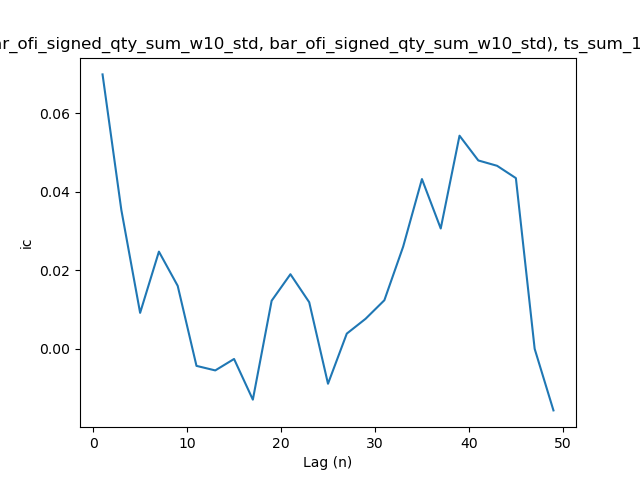 ar_ofi_signed_qty_sum_w10_std, bar_ofi_signed_qty_sum_w10_std), ts_sum_1
0.06
0.04
0.02
0.00
ic
0 10 20 30 40 50
Lag (n)